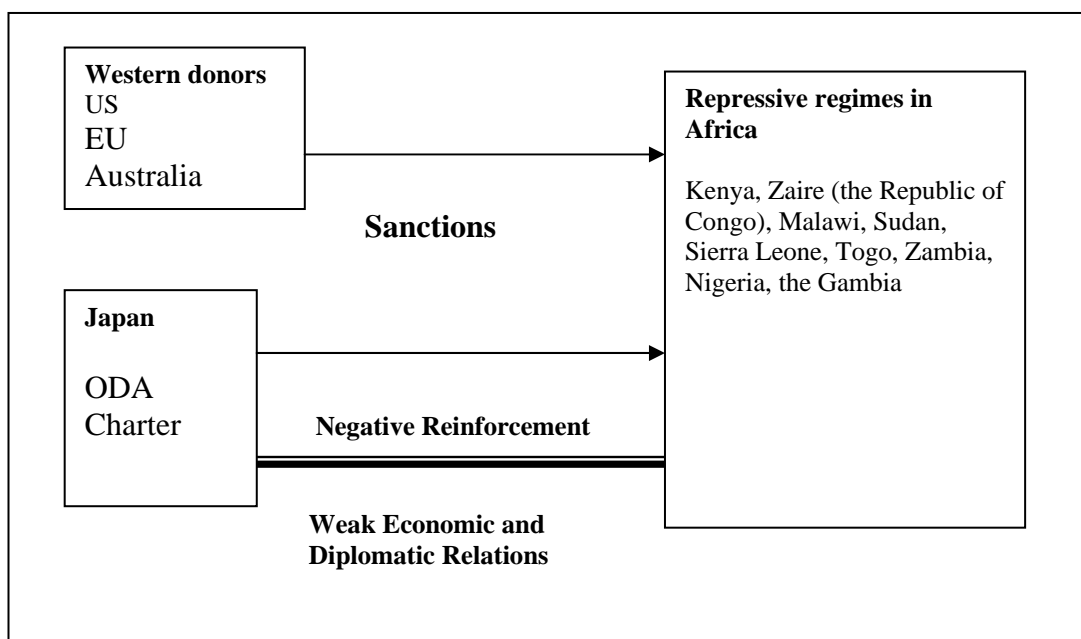 Western donors
US
EU
Australia
Sanctions
Repressive regimes in
Africa
Kenya, Zaire (the Republic of
Congo), Malawi, Sudan,
Sierra Leone, Togo, Zambia,
Nigeria, the Gambia
Japan
ODA
Charter
Negative Reinforcement
Weak Economic and
Diplomatic Relations